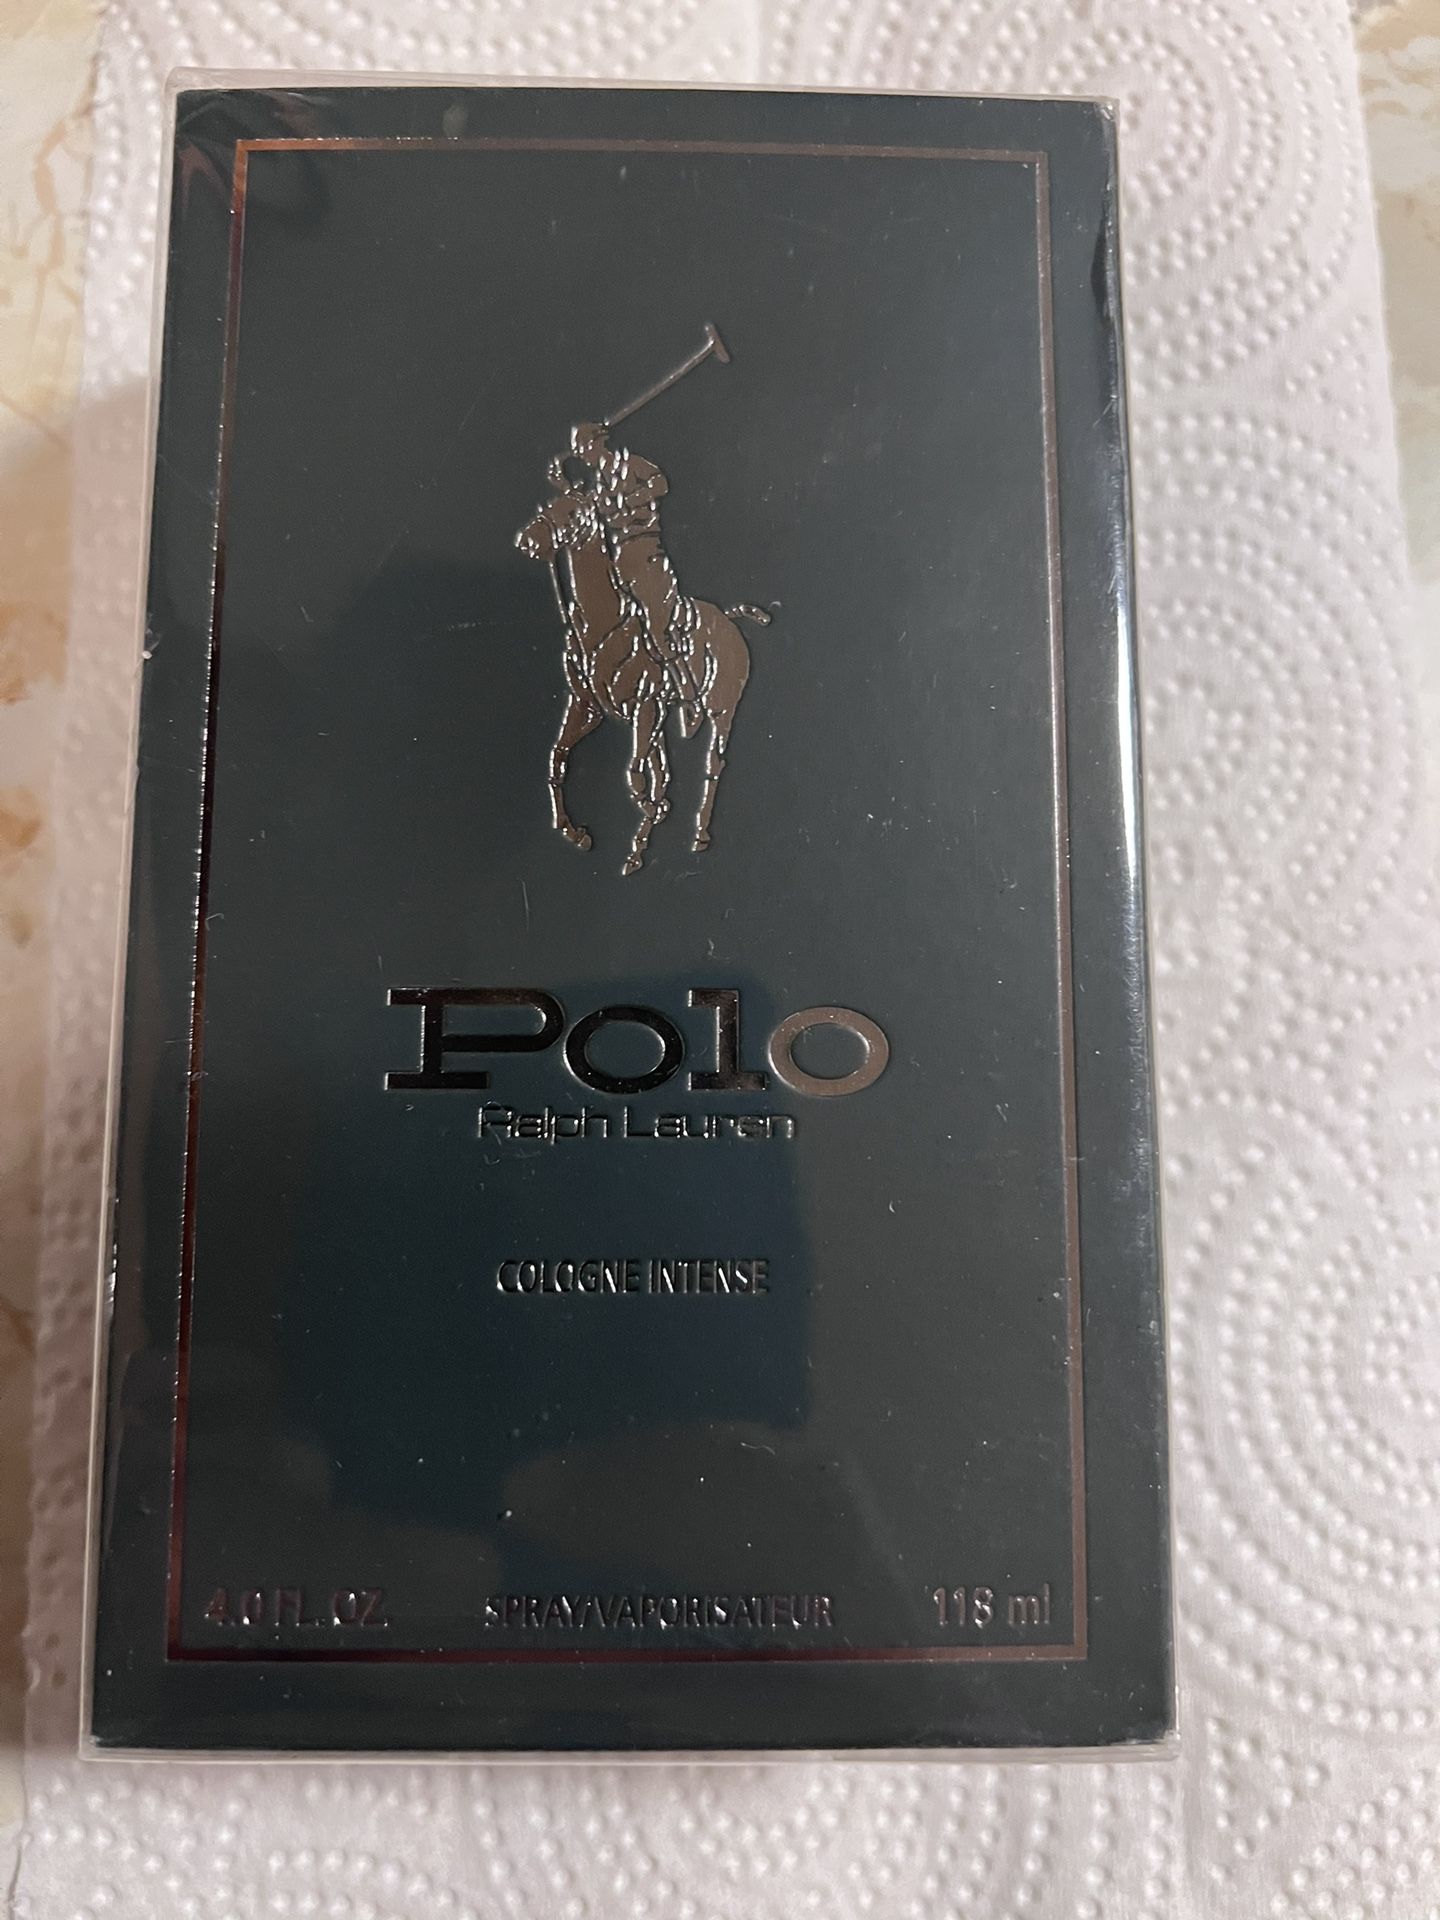 Polo
Ralph Lauren
COLOGNE INTENSE
4.0 FL. OZ. SPRAY/VAPORISATEUR 118 ml